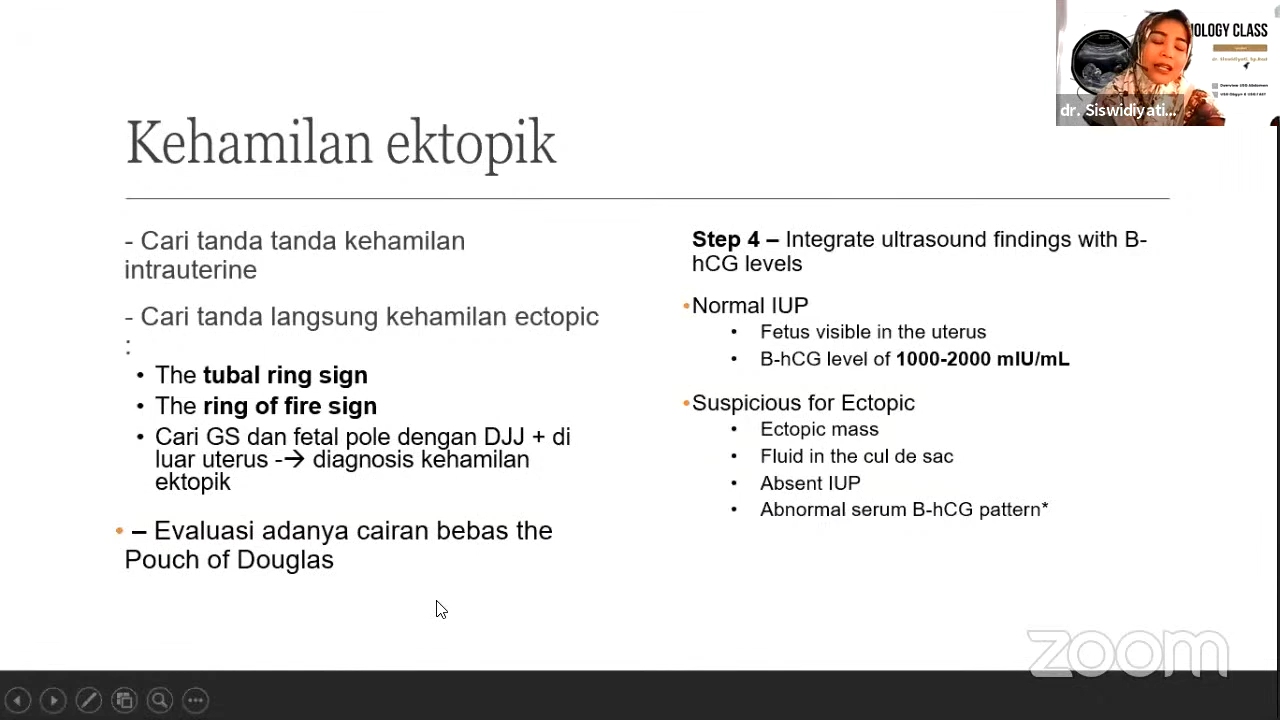 OLOGY CLASS
dr. Siswidiyati...
Kehamilan ektopik
- Cari tanda tanda kehamilan
intrauterine
- Cari tanda langsung kehamilan ectopic
:
• The tubal ring sign
• The ring of fire sign
• Cari GS dan fetal pole dengan DJJ + di
luar uterus -→ diagnosis kehamilan
ektopik
• – Evaluasi adanya cairan bebas the
Pouch of Douglas
Step 4 – Integrate ultrasound findings with B-
hCG levels
•Normal IUP
• Fetus visible in the uterus
• B-hCG level of 1000-2000 mIU/mL
•Suspicious for Ectopic
• Ectopic mass
• Fluid in the cul de sac
• Absent IUP
• Abnormal serum B-hCG pattern*
zoom